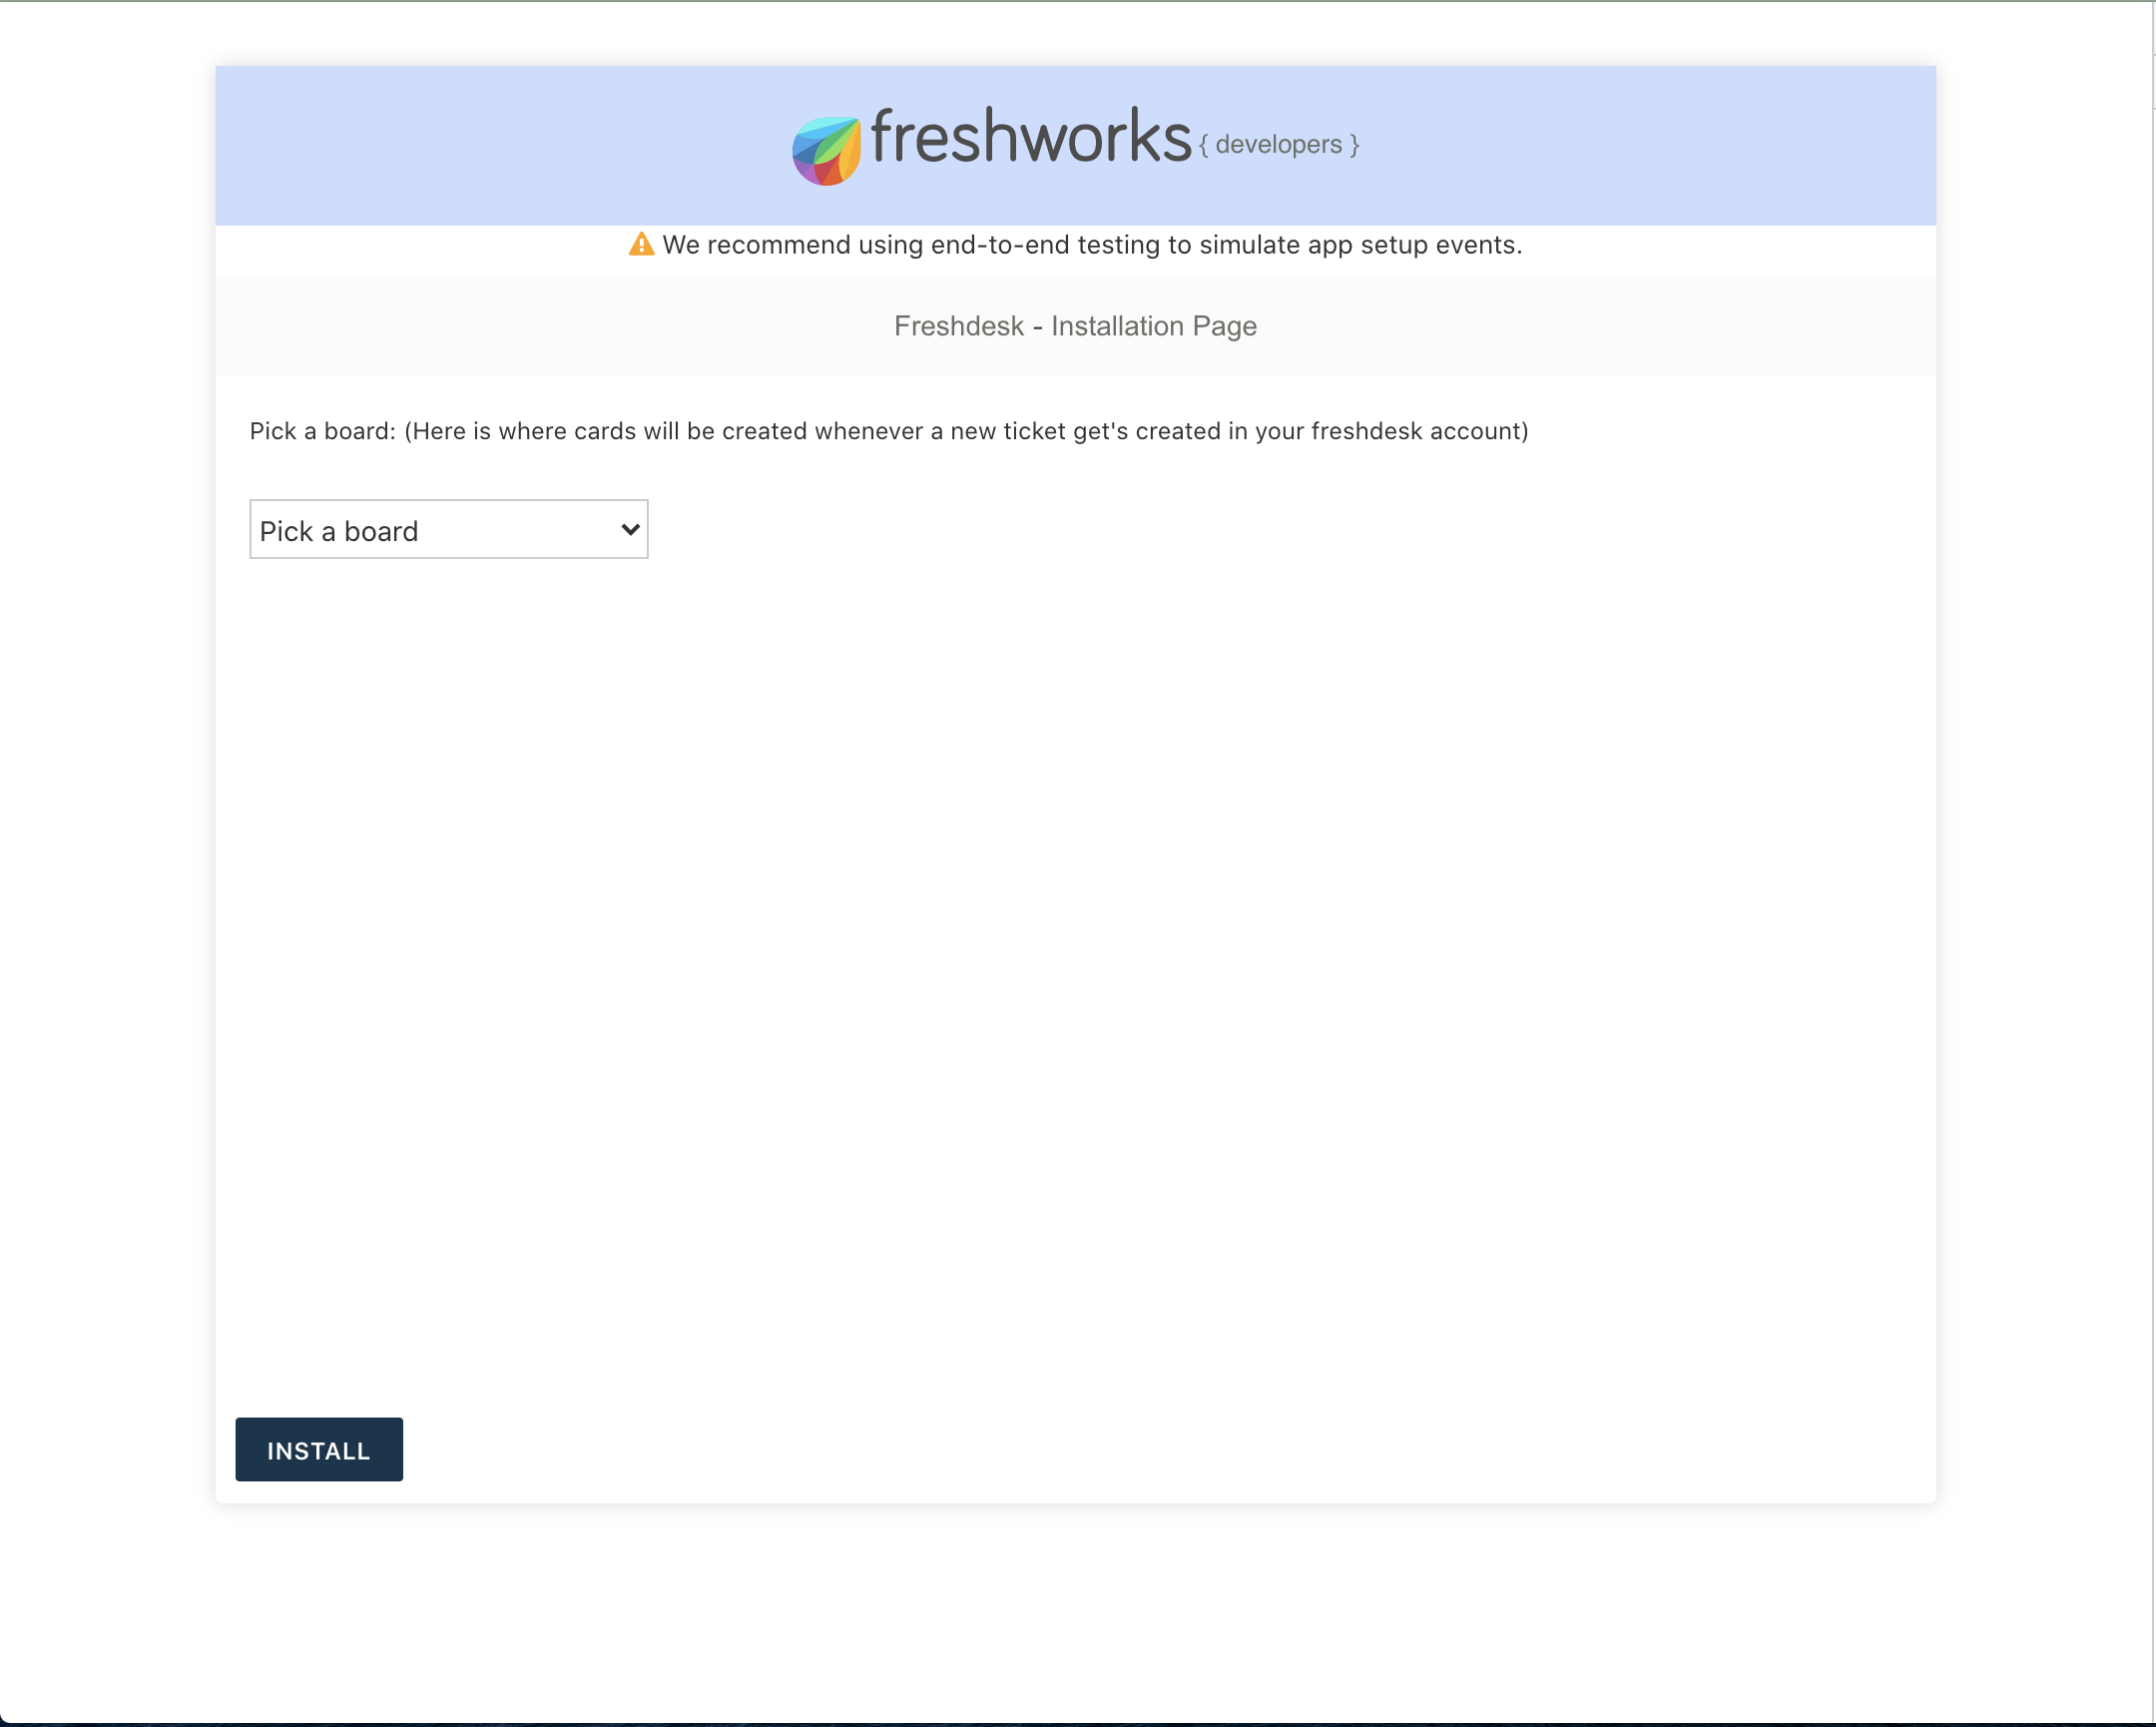 freshworks { developers }
We recommend using end-to-end testing to simulate app setup events.
Freshdesk - Installation Page
Pick a board: (Here is where cards will be created whenever a new ticket get's created in your freshdesk account)
Pick a board
INSTALL